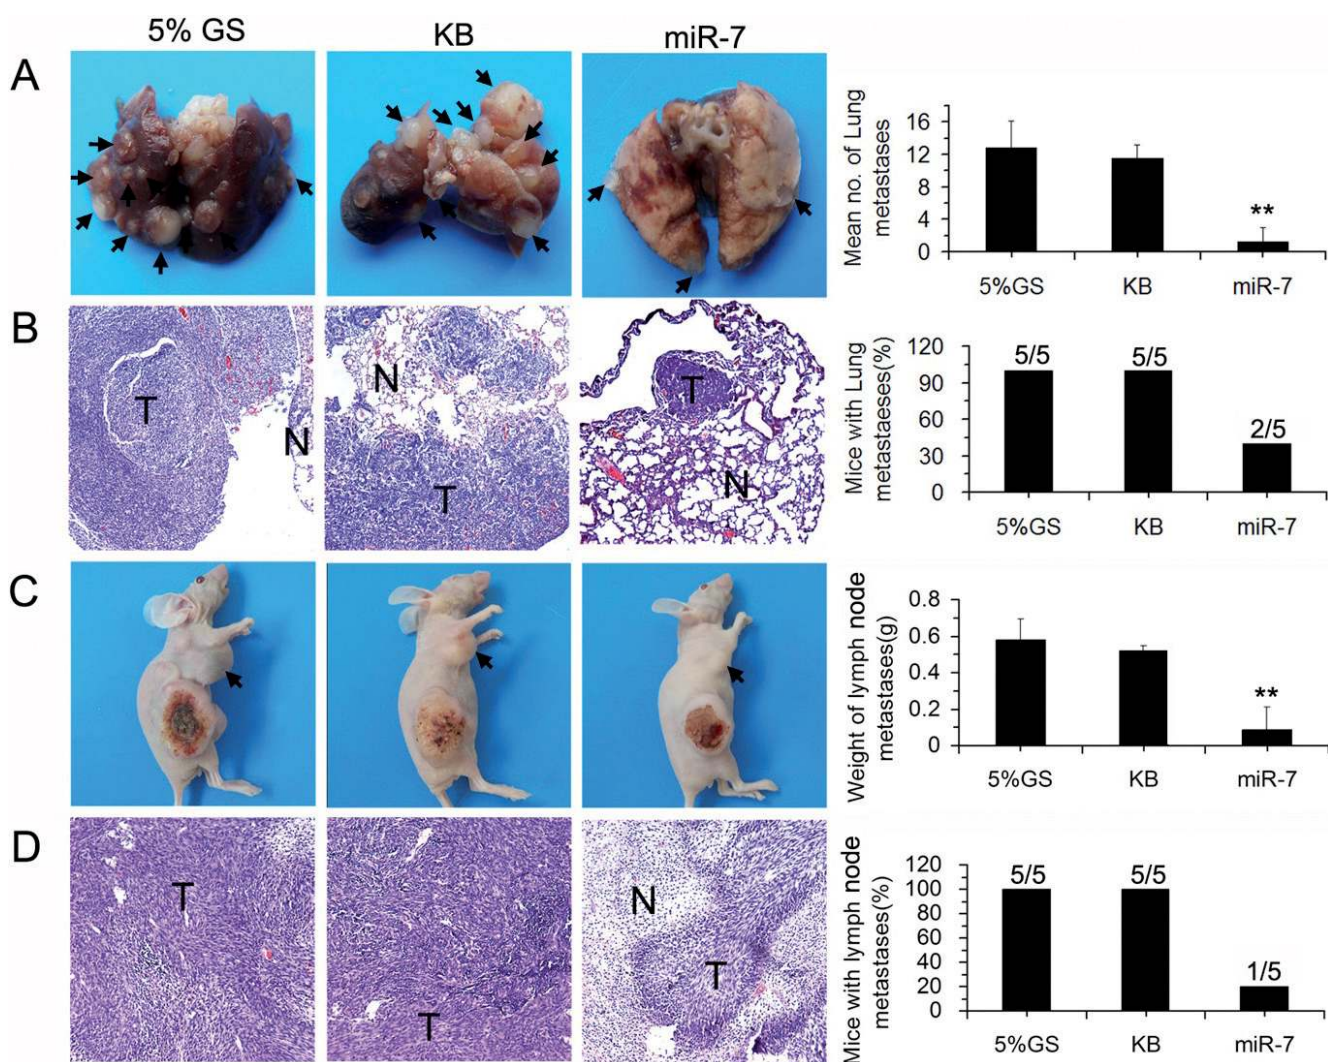 5% GS KB miR-7
A
Mean no. of Lung
metastases
16
12
8
4
0
**
5%GS KB miR-7
B
T N
N T
T N
Mice with Lung
metastaeses(%)
120
90
60
30
0
5/5 5/5 2/5
5%GS KB miR-7
C
Weight of lymph node
metastases(g)
0.8
0.6
0.4
0.2
0
**
5%GS KB miR-7
D
T
T
N T
Mice with lymph node
metastases(%)
120
100
80
60
40
20
0
5/5 5/5 1/5
5%GS KB miR-7